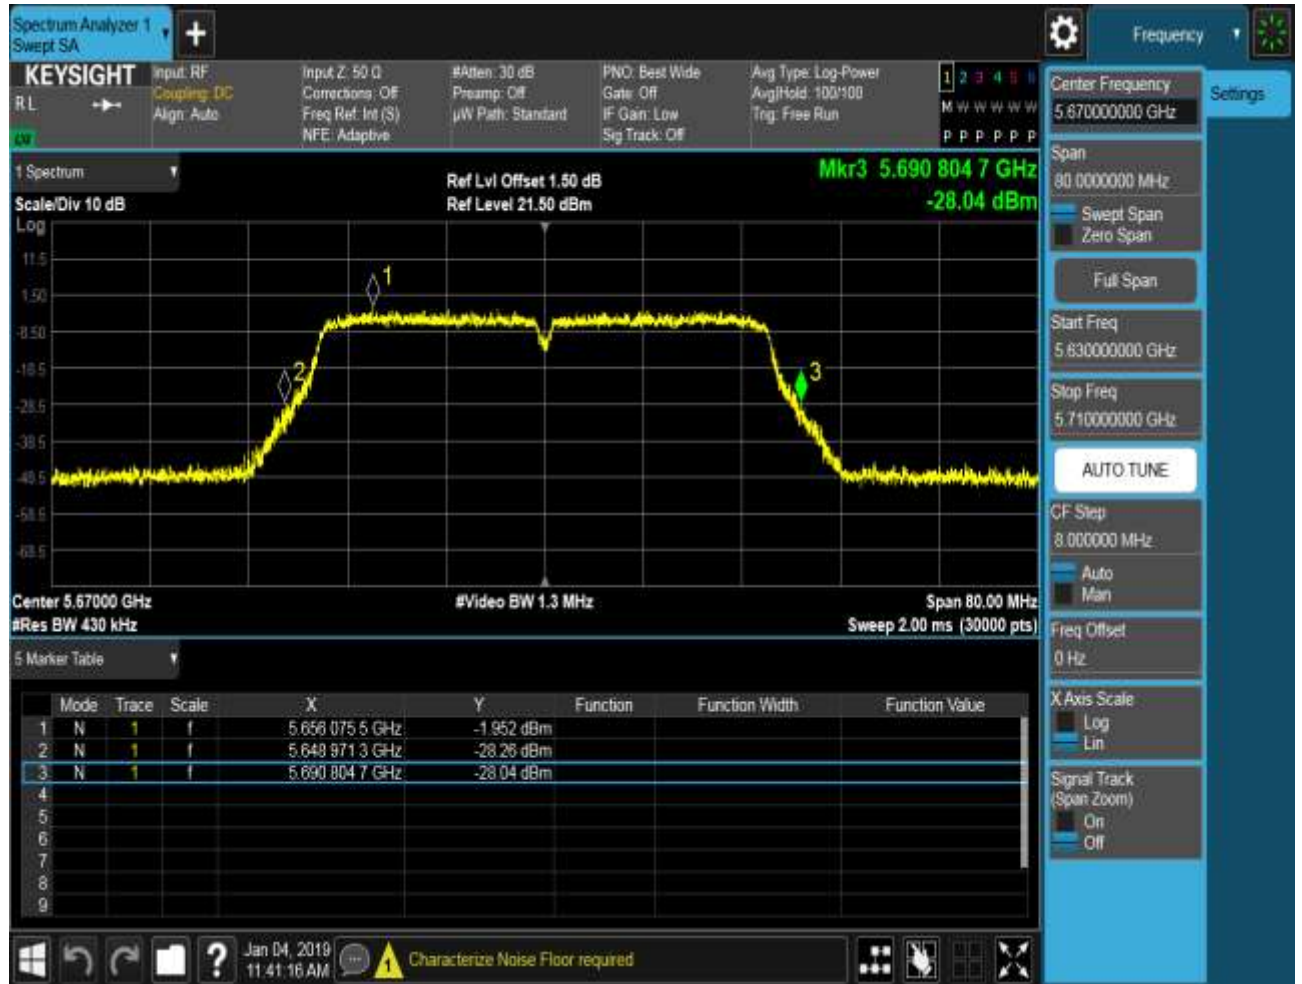 Spectrum Analyzer 1
Swept SA
+
Frequency
KEYSIGHT
R L
Input: RF
Coupling: DC
Align: Auto
Input Z: 50 Ω
Corrections: Off
Freq Ref: Int (S)
NFE: Adaptive
#Atten: 30 dB
Preamp: Off
µW Path: Standard
PNO: Best Wide
Gate: Off
IF Gain: Low
Sig Track: Off
Avg Type: Log-Power
Avg|Hold: 100/100
Trig: Free Run
1 2 3 4 5 6
M W W W W W
P P P P P P
1 Spectrum
Scale/Div 10 dB
Ref Lvl Offset 1.50 dB
Ref Level 21.50 dBm
Mkr3 5.690 804 7 GHz
-28.04 dBm
Log
11.5
1.50
-8.50
-18.5
-28.5
-38.5
-48.5
-58.5
-68.5
1
2
3
Center 5.67000 GHz
#Video BW 1.3 MHz
Span 80.00 MHz
#Res BW 430 kHz
Sweep 2.00 ms (30000 pts)
5 Marker Table
Mode Trace Scale X Y Function Function Width Function Value
1 N 1 f 5.656 075 5 GHz -1.952 dBm
2 N 1 f 5.648 971 3 GHz -28.26 dBm
3 N 1 f 5.690 804 7 GHz -28.04 dBm
4
5
6
7
8
9
Jan 04, 2019
11:41:16 AM
?
1
Characterize Noise Floor required
Center Frequency
5.670000000 GHz
Settings
Span
80.0000000 MHz
Swept Span
Zero Span
Full Span
Start Freq
5.630000000 GHz
Stop Freq
5.710000000 GHz
AUTO TUNE
CF Step
8.000000 MHz
Auto
Man
Freq Offset
0 Hz
X Axis Scale
Log
Lin
Signal Track
(Span Zoom)
On
Off